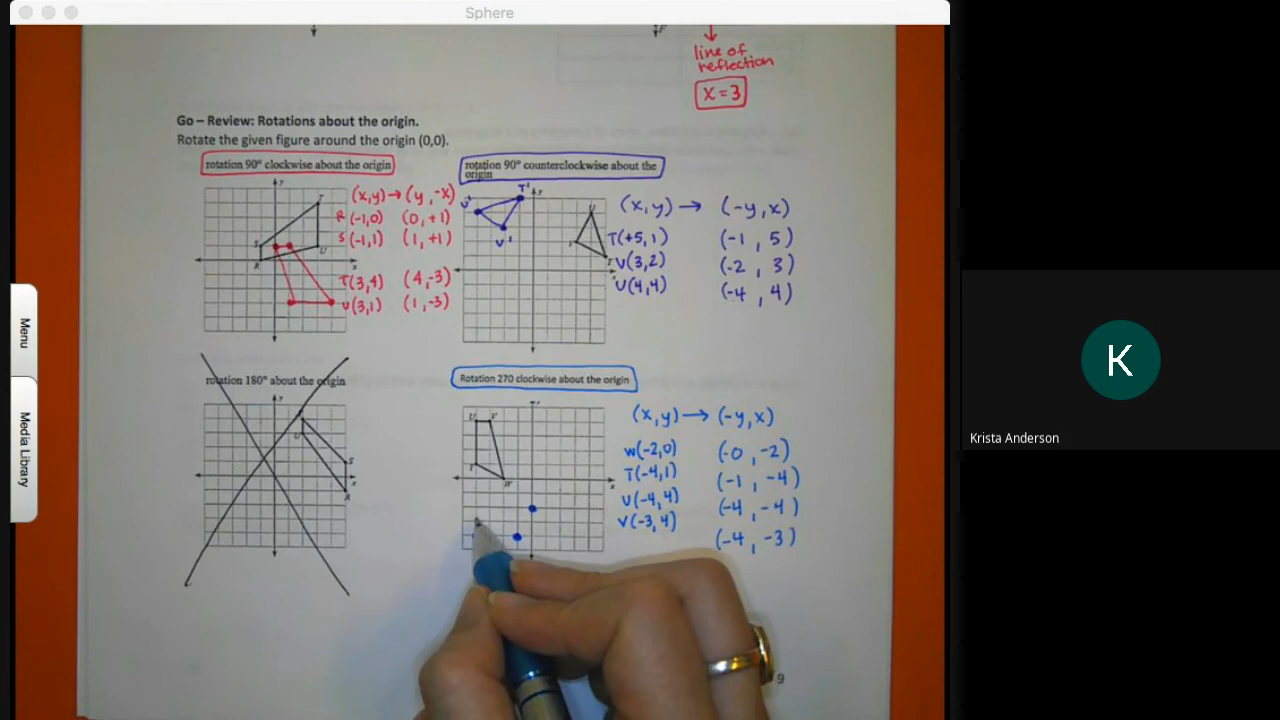 Sphere
line of
reflection
x=3
Go – Review: Rotations about the origin.
Rotate the given figure around the origin (0,0).
rotation 90° clockwise about the origin
(x,y) → (y,-x)
R (-1,0) (0,+1)
S (-1,1) (1,+1)
T(3,4) (4,-3)
U(3,1) (1,-3)
y
x
S
R
T
U
rotation 90° counterclockwise about the
origin
(x,y) → (-y,x)
T(+5,1) (-1,5)
V(3,2) (-2,3)
U(4,4) (-4,4)
U'
T'
V'
y
rotation 180° about the origin
y
x
S
R
Rotation 270 clockwise about the origin
(x,y) → (-y,x)
W(-2,0) (-0,-2)
T(-4,1) (-1,-4)
U(-4,4) (-4,-4)
V(-3,4) (-4,-3)
U V
T
W
x
9
Menu
Media Library
K
Krista Anderson